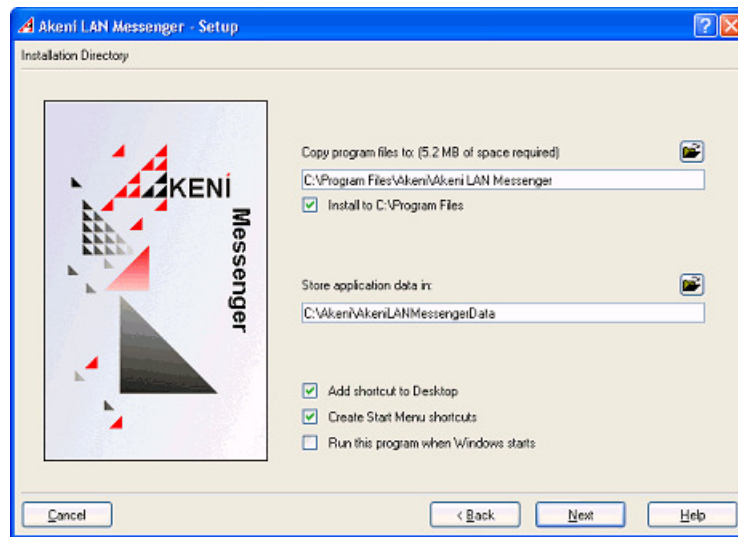 Akeni LAN Messenger - Setup
Installation Directory
AKENi
Messenger
Copy program files to: (5.2 MB of space required)
C:\Program Files\Akeni\Akeni LAN Messenger
Install to C:\Program Files
Store application data in:
C:\Akeni\AkeniLANMessengerData
Add shortcut to Desktop
Create Start Menu shortcuts
Run this program when Windows starts
Cancel
< Back
Next
Help